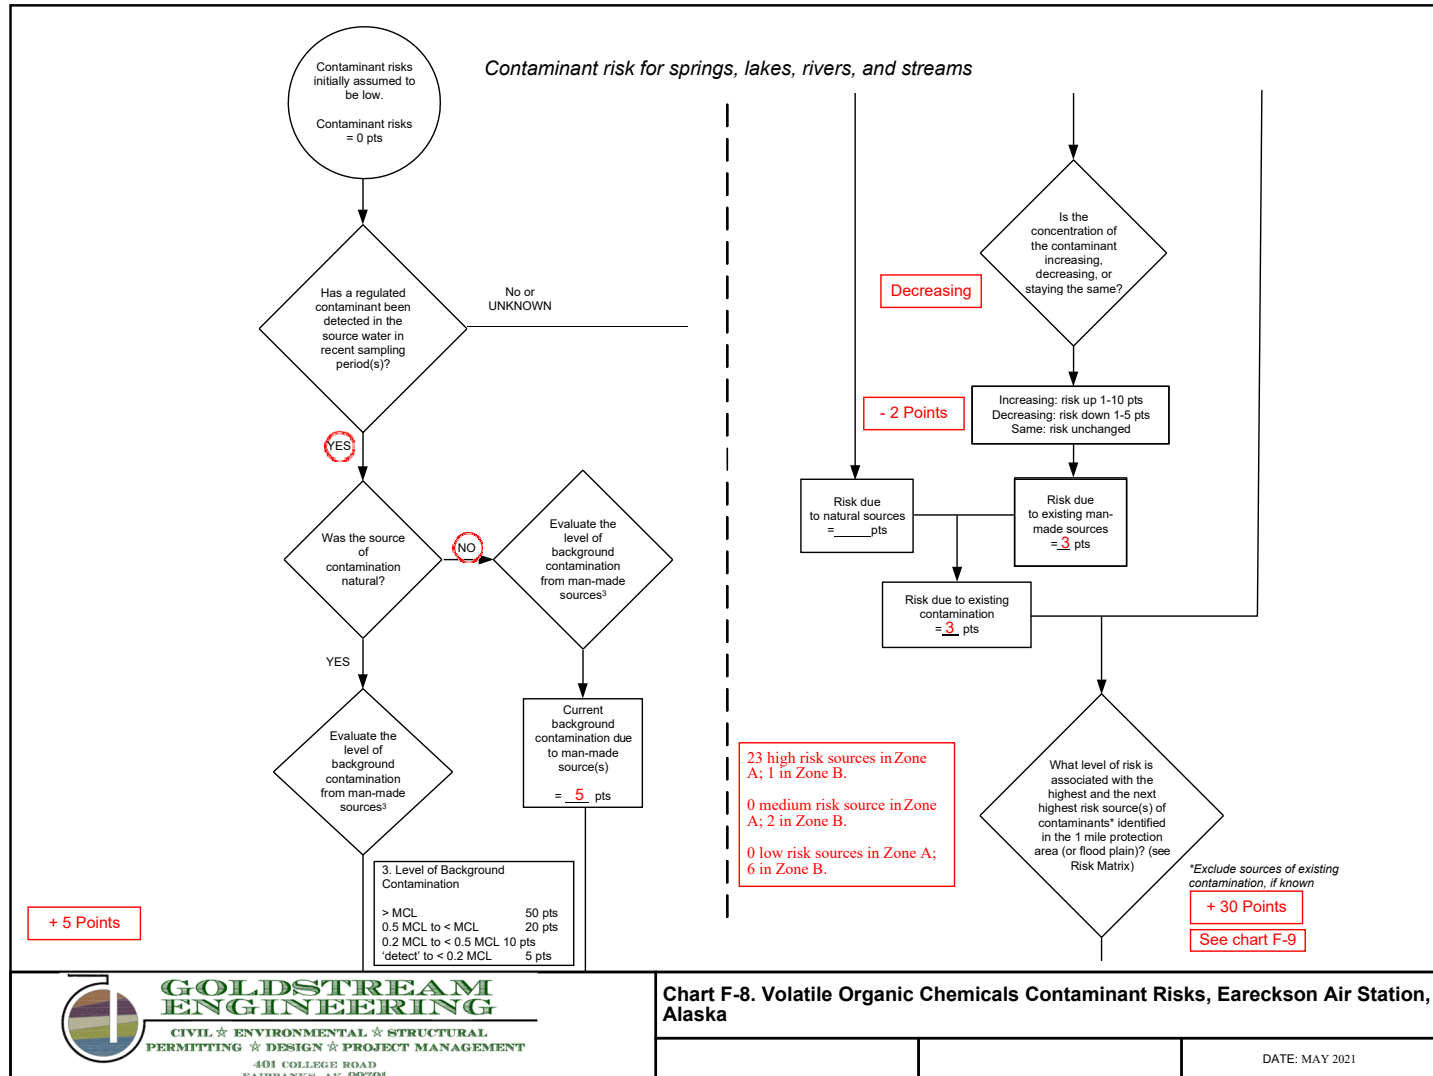 Contaminant risk for springs, lakes, rivers, and streams
Contaminant risks
initially assumed to
be low.
Contaminant risks
= 0 pts
Has a regulated
contaminant been
detected in the
source water in
recent sampling
period(s)?
No or
UNKNOWN
YES
Was the source
of
contamination
natural?
NO
Evaluate the
level of
background
contamination
from man-made
sources³
YES
Evaluate the
level of
background
contamination
from man-made
sources³
Current
background
contamination due
to man-made
source(s)
= 5 pts
3. Level of Background
Contamination
> MCL 50 pts
0.5 MCL to < MCL 20 pts
0.2 MCL to < 0.5 MCL 10 pts
'detect' to < 0.2 MCL 5 pts
+ 5 Points
Is the
concentration of
the contaminant
increasing,
decreasing, or
staying the same?
Decreasing
- 2 Points
Increasing: risk up 1-10 pts
Decreasing: risk down 1-5 pts
Same: risk unchanged
Risk due
to natural sources
=______pts
Risk due
to existing man-
made sources
= 3 pts
Risk due to existing
contamination
= 3 pts
23 high risk sources in Zone
A; 1 in Zone B.
0 medium risk source in Zone
A; 2 in Zone B.
0 low risk sources in Zone A;
6 in Zone B.
What level of risk is
associated with the
highest and the next
highest risk source(s) of
contaminants* identified
in the 1 mile protection
area (or flood plain)? (see
Risk Matrix)
*Exclude sources of existing
contamination, if known
+ 30 Points
See chart F-9
GOLDSTREAM
ENGINEERING
CIVIL ☆ ENVIRONMENTAL ☆ STRUCTURAL
PERMITTING ☆ DESIGN ☆ PROJECT MANAGEMENT
401 COLLEGE ROAD
FAIRBANKS, AK 99701
Chart F-8. Volatile Organic Chemicals Contaminant Risks, Eareckson Air Station,
Alaska
DATE: MAY 2021